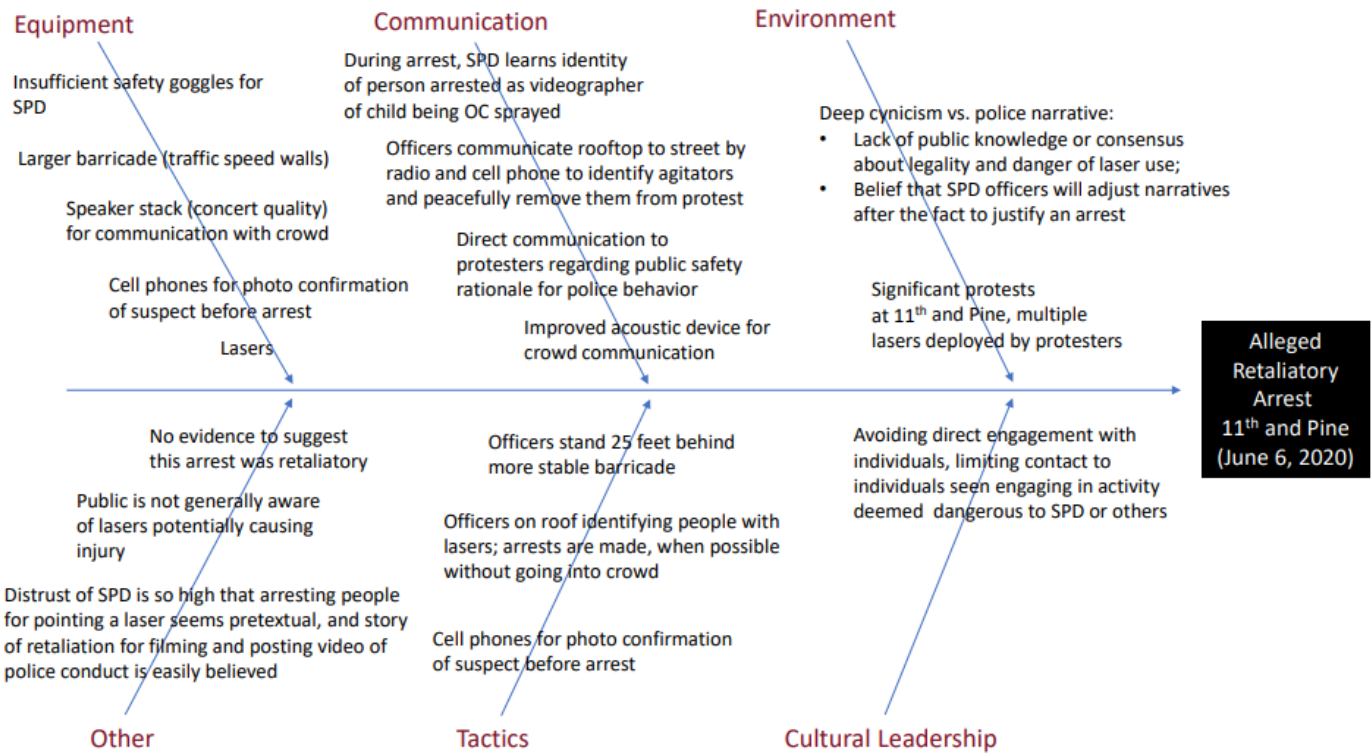 Equipment
Insufficient safety goggles for
SPD
Larger barricade (traffic speed walls)
Speaker stack (concert quality)
for communication with crowd
Cell phones for photo confirmation
of suspect before arrest
Lasers
Communication
During arrest, SPD learns identity
of person arrested as videographer
of child being OC sprayed
Officers communicate rooftop to street by
radio and cell phone to identify agitators
and peacefully remove them from protest
Direct communication to
protesters regarding public safety
rationale for police behavior
Improved acoustic device for
crowd communication
Environment
Deep cynicism vs. police narrative:
• Lack of public knowledge or consensus
about legality and danger of laser use;
• Belief that SPD officers will adjust narratives
after the fact to justify an arrest
Significant protests
at 11th and Pine, multiple
lasers deployed by protesters
Alleged
Retaliatory
Arrest
11th and Pine
(June 6, 2020)
No evidence to suggest
this arrest was retaliatory
Public is not generally aware
of lasers potentially causing
injury
Distrust of SPD is so high that arresting people
for pointing a laser seems pretextual, and story
of retaliation for filming and posting video of
police conduct is easily believed
Other
Officers stand 25 feet behind
more stable barricade
Officers on roof identifying people with
lasers; arrests are made, when possible
without going into crowd
Cell phones for photo confirmation
of suspect before arrest
Tactics
Avoiding direct engagement with
individuals, limiting contact to
individuals seen engaging in activity
deemed dangerous to SPD or others
Cultural Leadership